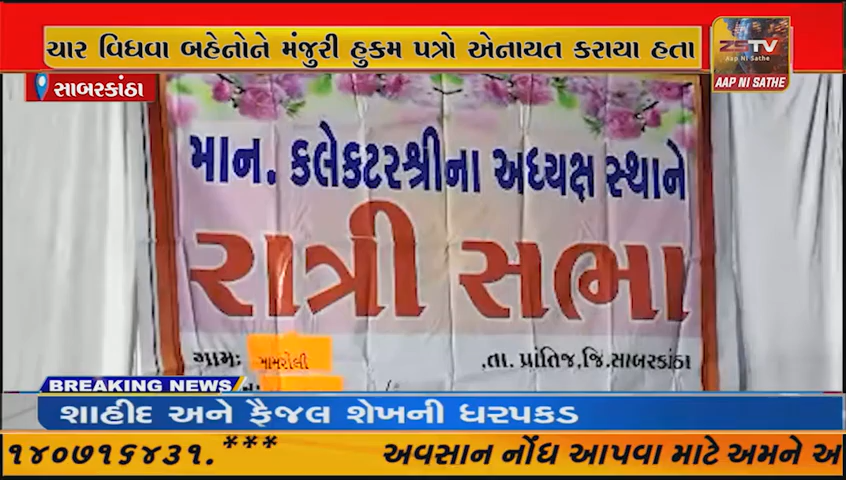 ચાર વિધવા બહેનોને મંજુરી હુકમ પત્રો એનાયત કરાયા હતા
ZSTV
Aap Ni Sathe
AAP NI SATHE
સાબરકાંઠા
માન. કલેકટરશ્રીના અધ્યક્ષ સ્થાને
રાત્રી સભા
ગામ: મામરોલી ,તા. પ્રાંતિજ,જિ.સાબરકાંઠા
BREAKING NEWS
શાહીદ અને ફૈજલ શેખની ધરપકડ
૧૪૦૭૧૬૪૩૧.*** અવસાન નોંધ આપવા માટે અમને અ